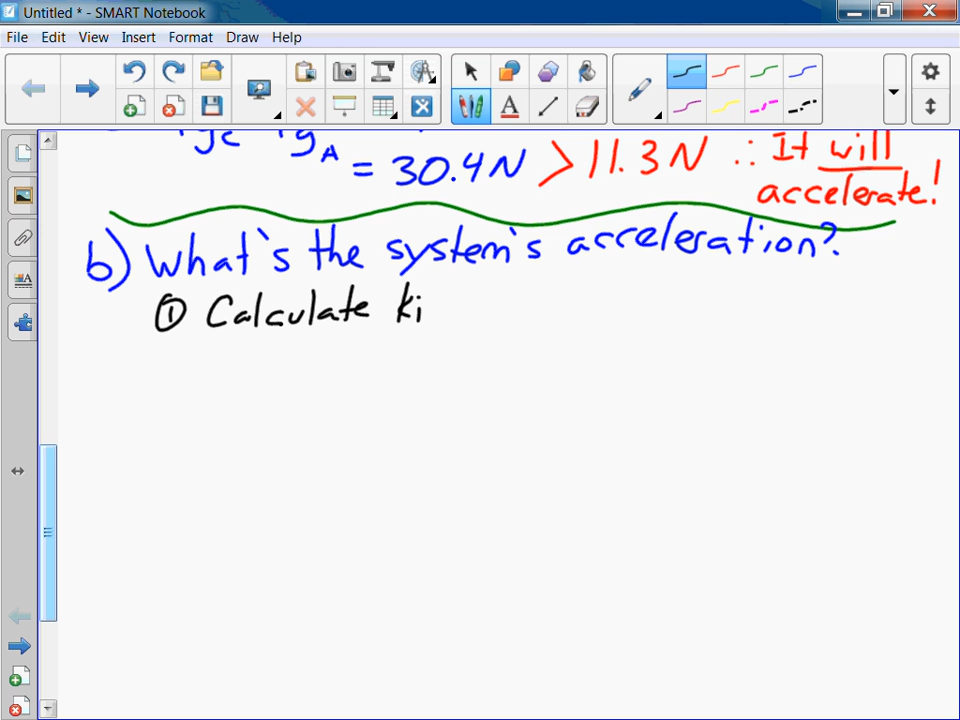 Untitled * - SMART Notebook
File Edit View Insert Format Draw Help
= 30.4N > 11.3N ∴ It will
accelerate!
b) What's the system's acceleration?
① Calculate ki